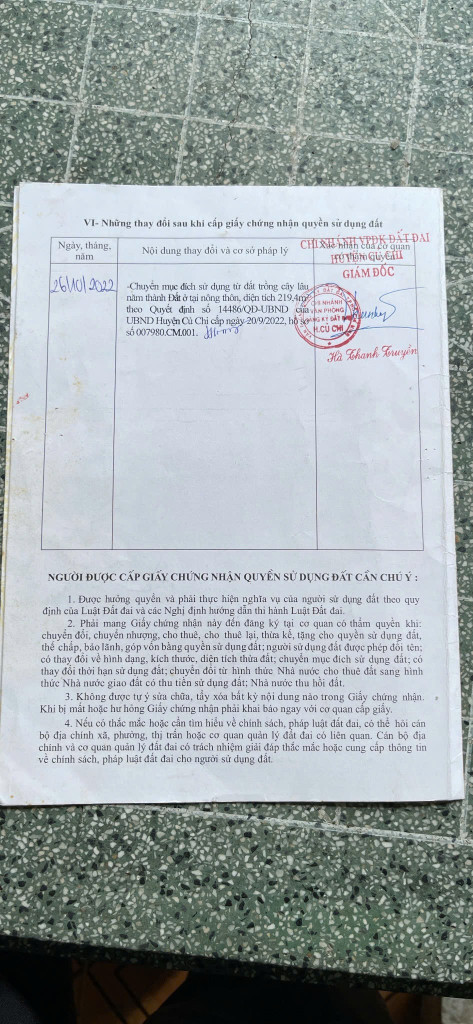 VI- Những thay đổi sau khi cấp giấy chứng nhận quyền sử dụng đất
Ngày, tháng, năm
Nội dung thay đổi và cơ sở pháp lý
Xác nhận của cơ quan có thẩm quyền
CHI NHÁNH VPĐK ĐẤT ĐAI
HUYỆN CỦ CHI
GIÁM ĐỐC
26/10/2022
-Chuyển mục đích sử dụng từ đất trồng cây lâu
năm thành Đất ở tại nông thôn, diện tích 219,4m²
theo Quyết định số 14486/QĐ-UBND của
UBND Huyện Củ Chi cấp ngày 20/9/2022, hồ sơ
số 007980.CM.001.
CHI NHÁNH
VĂN PHÒNG
ĐĂNG KÝ ĐẤT ĐAI
H.CỦ CHI
Hà Thanh Truyền
NGƯỜI ĐƯỢC CẤP GIẤY CHỨNG NHẬN QUYỀN SỬ DỤNG ĐẤT CẦN CHÚ Ý :
1. Được hưởng quyền và phải thực hiện nghĩa vụ của người sử dụng đất theo quy
định của Luật Đất đai và các Nghị định hướng dẫn thi hành Luật Đất đai.
2. Phải mang Giấy chứng nhận này đến đăng ký tại cơ quan có thẩm quyền khi:
chuyển đổi, chuyển nhượng, cho thuê, cho thuê lại, thừa kế, tặng cho quyền sử dụng đất,
thế chấp, bảo lãnh, góp vốn bằng quyền sử dụng đất; người sử dụng đất được phép đổi tên;
có thay đổi về hình dạng, kích thước, diện tích thửa đất; chuyển mục đích sử dụng đất; có
thay đổi thời hạn sử dụng đất; chuyển đổi từ hình thức Nhà nước cho thuê đất sang hình
thức Nhà nước giao đất có thu tiền sử dụng đất; Nhà nước thu hồi đất.
3. Không được tự ý sửa chữa, tẩy xóa bất kỳ nội dung nào trong Giấy chứng nhận.
Khi bị mất hoặc hư hỏng Giấy chứng nhận phải khai báo ngay với cơ quan cấp giấy.
4. Nếu có thắc mắc hoặc cần tìm hiểu về chính sách, pháp luật đất đai, có thể hỏi cán
bộ địa chính xã, phường, thị trấn hoặc cơ quan quản lý đất đai có liên quan. Cán bộ địa
chính và cơ quan quản lý đất đai có trách nhiệm giải đáp thắc mắc hoặc cung cấp thông tin
về chính sách, pháp luật đất đai cho người sử dụng đất.